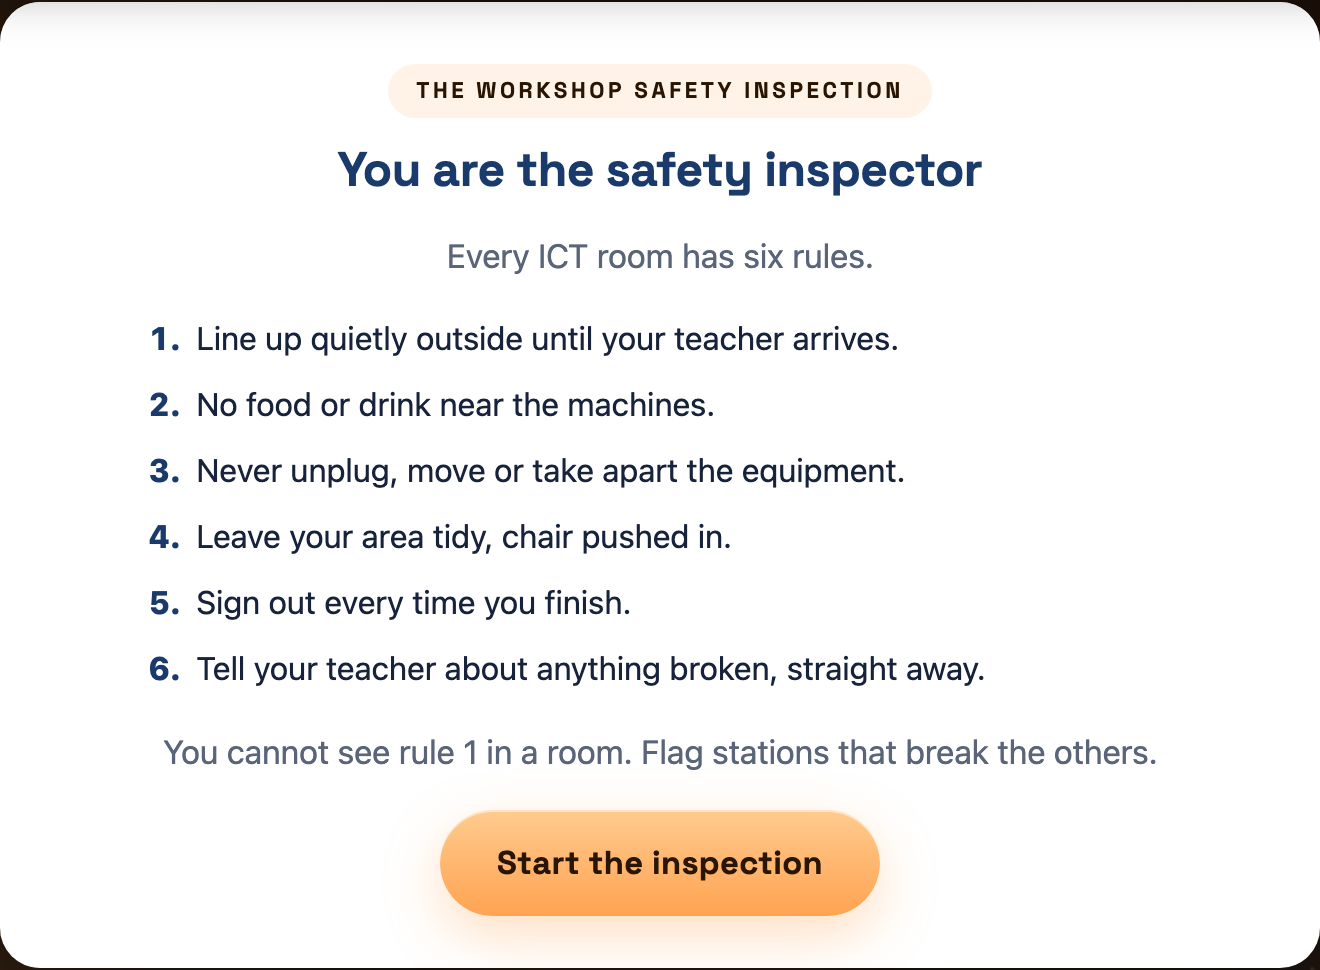 THE WORKSHOP SAFETY INSPECTION
You are the safety inspector
Every ICT room has six rules.
1. Line up quietly outside until your teacher arrives.
2. No food or drink near the machines.
3. Never unplug, move or take apart the equipment.
4. Leave your area tidy, chair pushed in.
5. Sign out every time you finish.
6. Tell your teacher about anything broken, straight away.
You cannot see rule 1 in a room. Flag stations that break the others.
Start the inspection